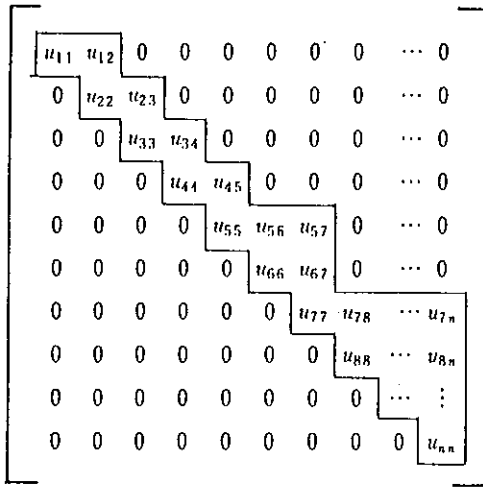 u₁₁ u₁₂ 0 0 0 0 0 0 ⋯ 0
0 u₂₂ u₂₃ 0 0 0 0 0 ⋯ 0
0 0 u₃₃ u₃₄ 0 0 0 0 ⋯ 0
0 0 0 u₄₄ u₄₅ 0 0 0 ⋯ 0
0 0 0 0 u₅₅ u₅₆ u₅₇ 0 ⋯ 0
0 0 0 0 0 u₆₆ u₆₇ 0 ⋯ 0
0 0 0 0 0 0 u₇₇ u₇₈ ⋯ u₇ₙ
0 0 0 0 0 0 0 u₈₈ ⋯ u₈ₙ
0 0 0 0 0 0 0 0 ⋯ ⋮
0 0 0 0 0 0 0 0 0 uₙₙ